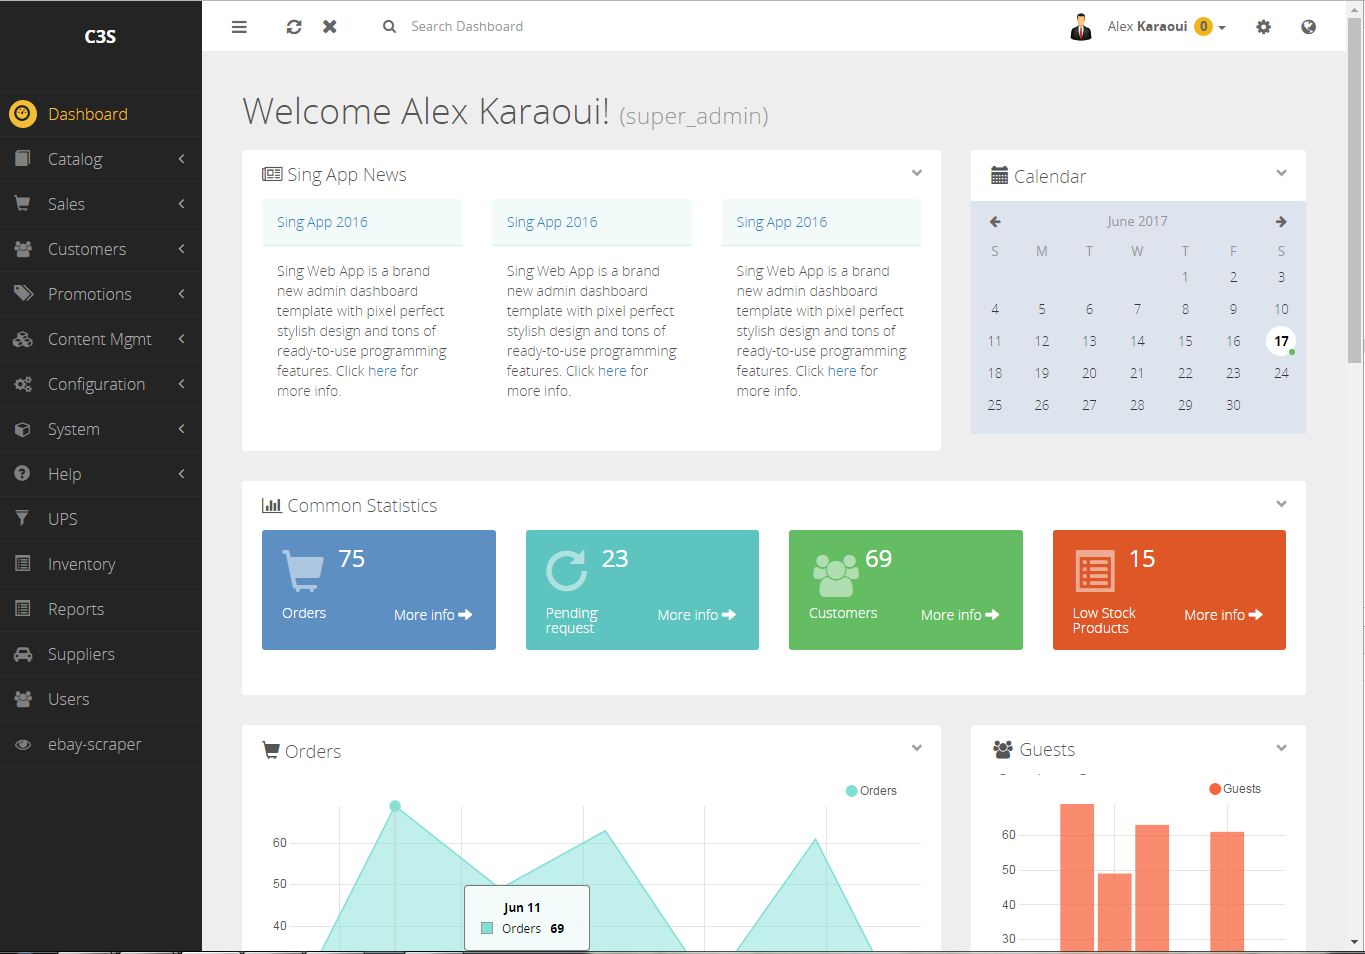 C3S
Search Dashboard
Alex Karaoui 0
Dashboard
Catalog
Sales
Customers
Promotions
Content Mgmt
Configuration
System
Help
UPS
Inventory
Reports
Suppliers
Users
ebay-scraper
Welcome Alex Karaoui! (super_admin)
Sing App News
Sing App 2016
Sing Web App is a brand
new admin dashboard
template with pixel perfect
stylish design and tons of
ready-to-use programming
features. Click here for
more info.
Sing App 2016
Sing Web App is a brand
new admin dashboard
template with pixel perfect
stylish design and tons of
ready-to-use programming
features. Click here for
more info.
Sing App 2016
Sing Web App is a brand
new admin dashboard
template with pixel perfect
stylish design and tons of
ready-to-use programming
features. Click here for
more info.
Calendar
June 2017
S M T W T F S
1 2 3
4 5 6 7 8 9 10
11 12 13 14 15 16 17
18 19 20 21 22 23 24
25 26 27 28 29 30
Common Statistics
75
Orders
More info
23
Pending
request
More info
69
Customers
More info
15
Low Stock
Products
More info
Orders
Orders
60
50
40
Jun 11
Orders 69
Guests
Guests
60
50
40
30